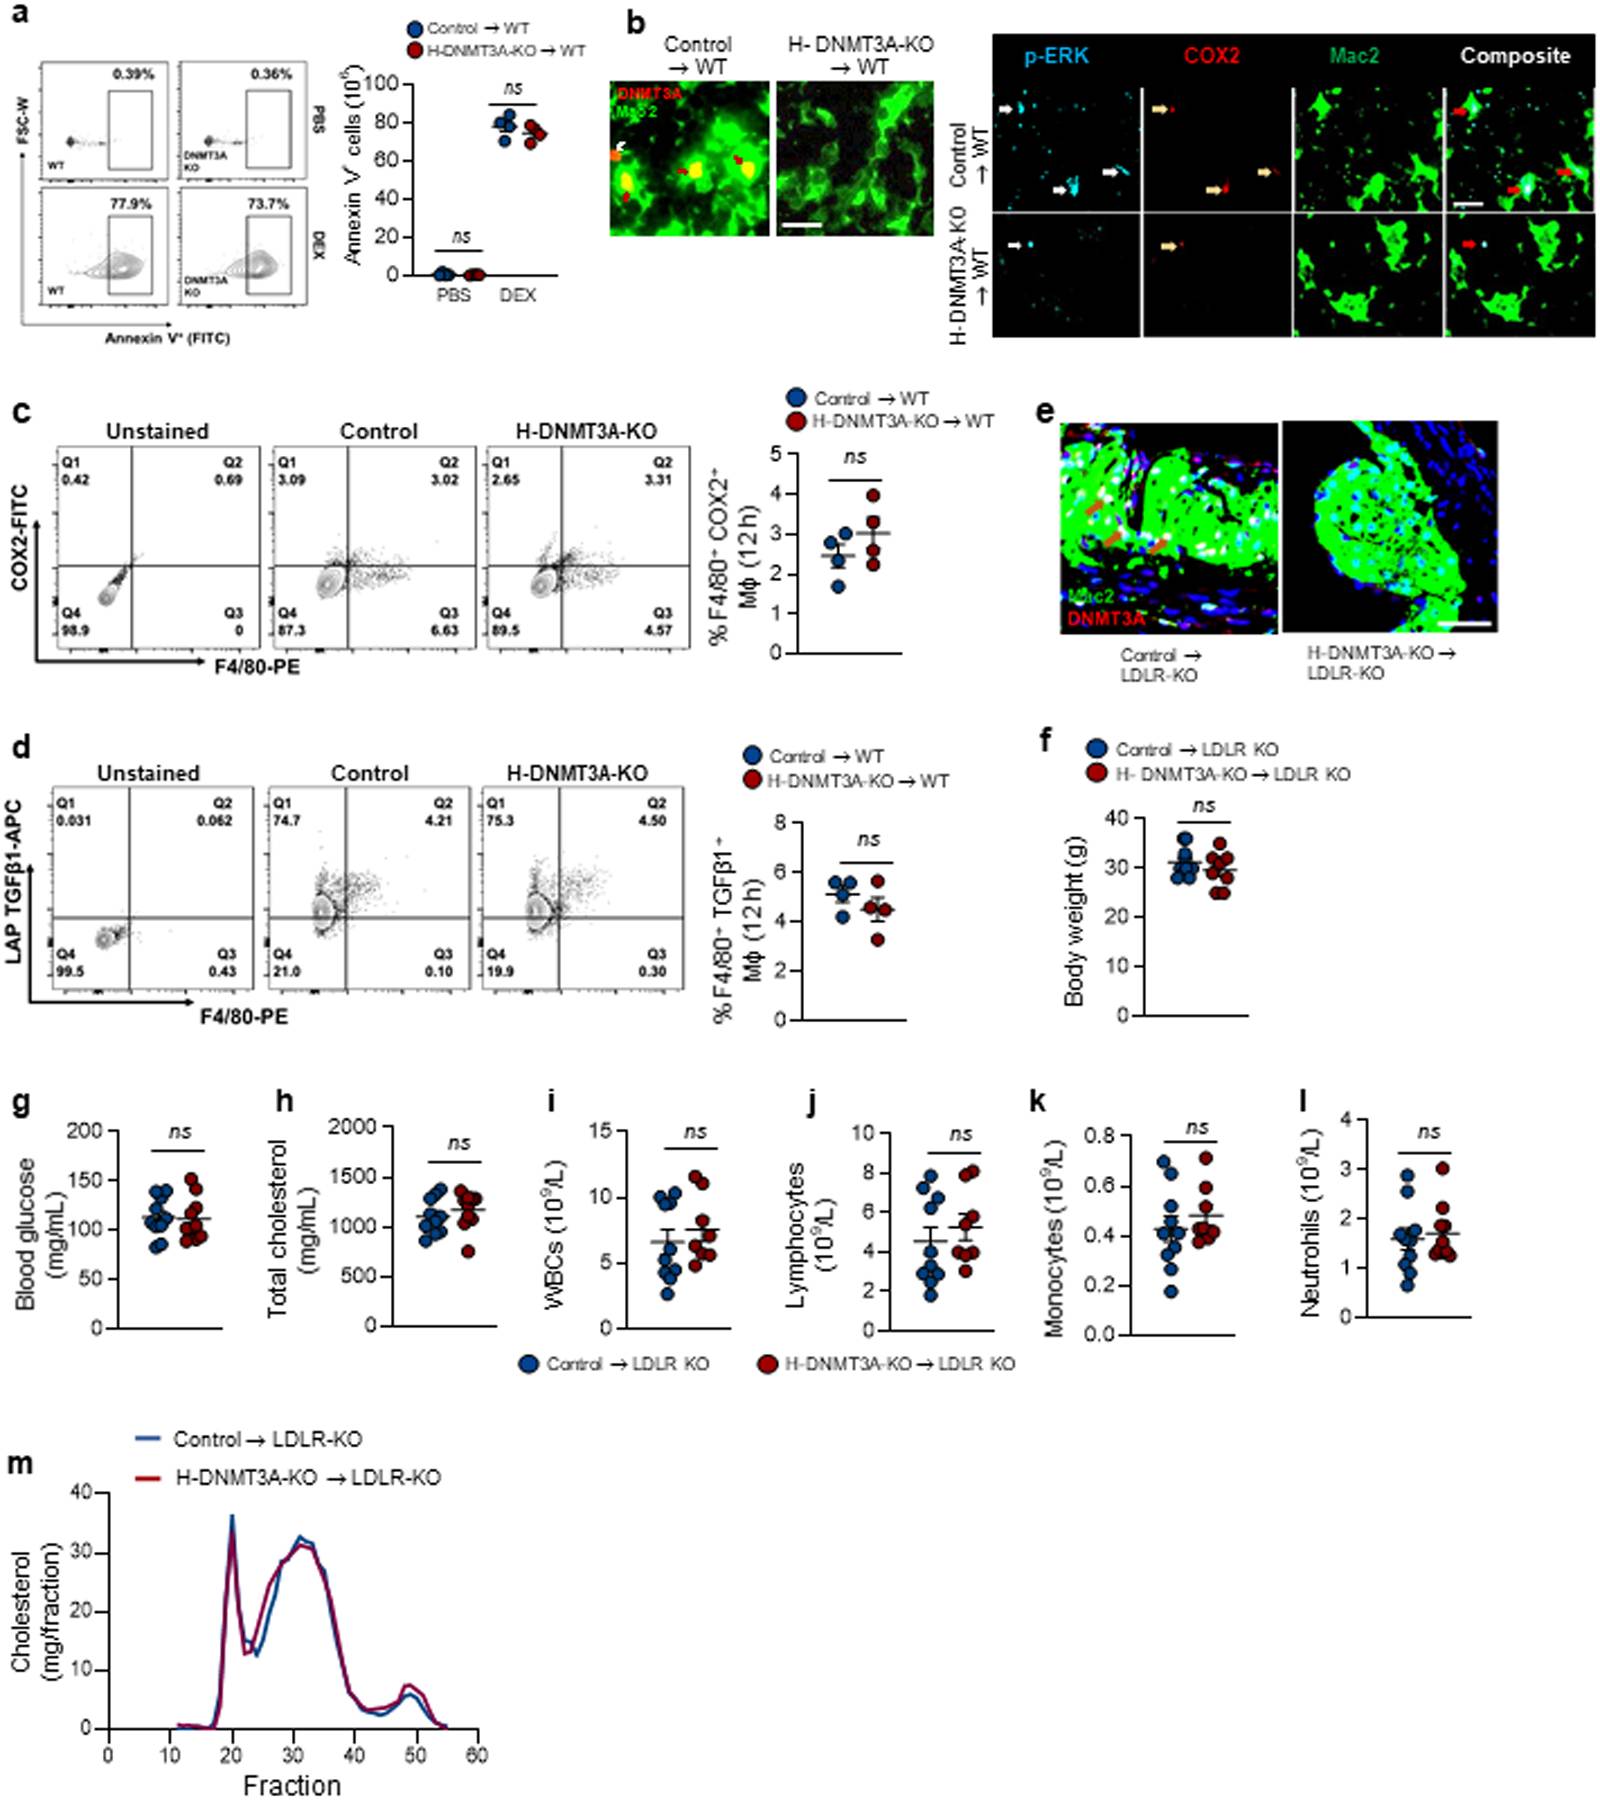 a
Control → WT
H-DNMT3A-KO → WT
FSC-W
0.39%
WT
0.36%
DNMT3A
KO
PBS
77.9%
WT
73.7%
DNMT3A
KO
DEX
Annexin V⁺ (FITC)
Annexin V⁺ cells (10⁶)
100
80
60
40
20
0
ns
ns
PBS DEX
b
Control
→ WT
H- DNMT3A-KO
→ WT
DNMT3A
Mac2
p-ERK COX2 Mac2 Composite
Control
→ WT
H-DNMT3A-KO
→ WT
c
Unstained Control H-DNMT3A-KO
COX2-FITC
Q1
0.42
Q2
0.69
Q4
98.9
Q3
0
Q1
3.09
Q2
3.02
Q4
87.3
Q3
6.63
Q1
2.65
Q2
3.31
Q4
89.5
Q3
4.57
F4/80-PE
Control → WT
H-DNMT3A-KO → WT
% F4/80⁺ COX2⁺
Mϕ (12 h)
ns
5
4
3
2
1
0
e
Mac2
DNMT3A
Control →
LDLR-KO
H-DNMT3A-KO →
LDLR-KO
d
Unstained Control H-DNMT3A-KO
LAP TGFβ1-APC
Q1
0.031
Q2
0.062
Q4
99.5
Q3
0.43
Q1
74.7
Q2
4.21
Q4
21.0
Q3
0.10
Q1
75.3
Q2
4.50
Q4
19.9
Q3
0.30
F4/80-PE
Control → WT
H-DNMT3A-KO → WT
% F4/80⁺ TGFβ1⁺
Mϕ (12 h)
ns
8
6
4
2
0
f
Control → LDLR KO
H- DNMT3A-KO → LDLR KO
Body weight (g)
ns
40
30
20
10
0
g
Blood glucose
(mg/mL)
ns
200
150
100
50
0
h
Total cholesterol
(mg/mL)
ns
2000
1500
1000
500
0
i
WBCs (10⁹/L)
ns
15
10
5
0
j
Lymphocytes
(10⁹/L)
ns
10
8
6
4
2
0
k
Monocytes (10⁹/L)
ns
0.8
0.6
0.4
0.2
0.0
l
Neutrohils (10⁹/L)
ns
4
3
2
1
0
Control → LDLR KO
H-DNMT3A-KO → LDLR KO
m
Control → LDLR-KO
H-DNMT3A-KO → LDLR-KO
Cholesterol
(mg/fraction)
40
30
20
10
0
0 10 20 30 40 50 60
Fraction